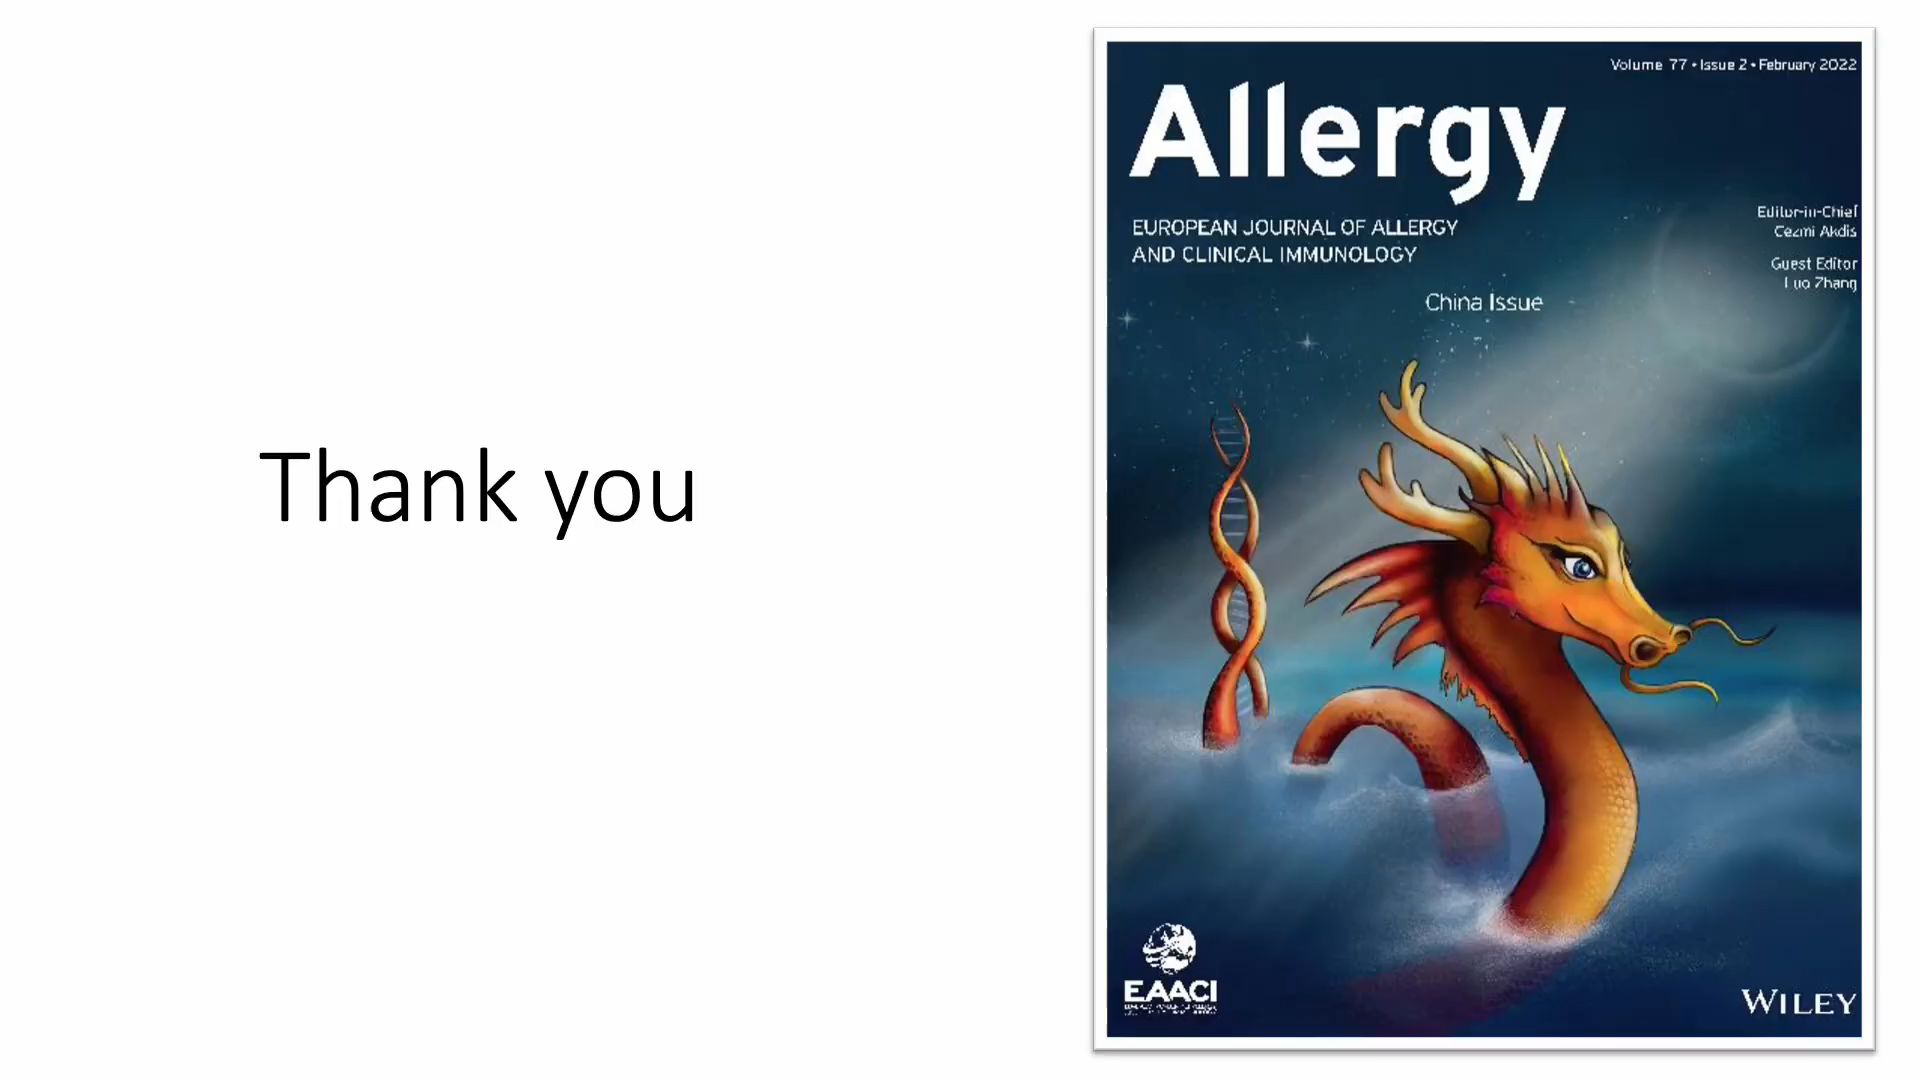 Thank you
Volume 77 • Issue 2 • February 2022
Allergy
EUROPEAN JOURNAL OF ALLERGY
AND CLINICAL IMMUNOLOGY
Editor-in-Chief
Cezmi Akdis
Guest Editor
Luo Zhang
China Issue
EAACI
WILEY